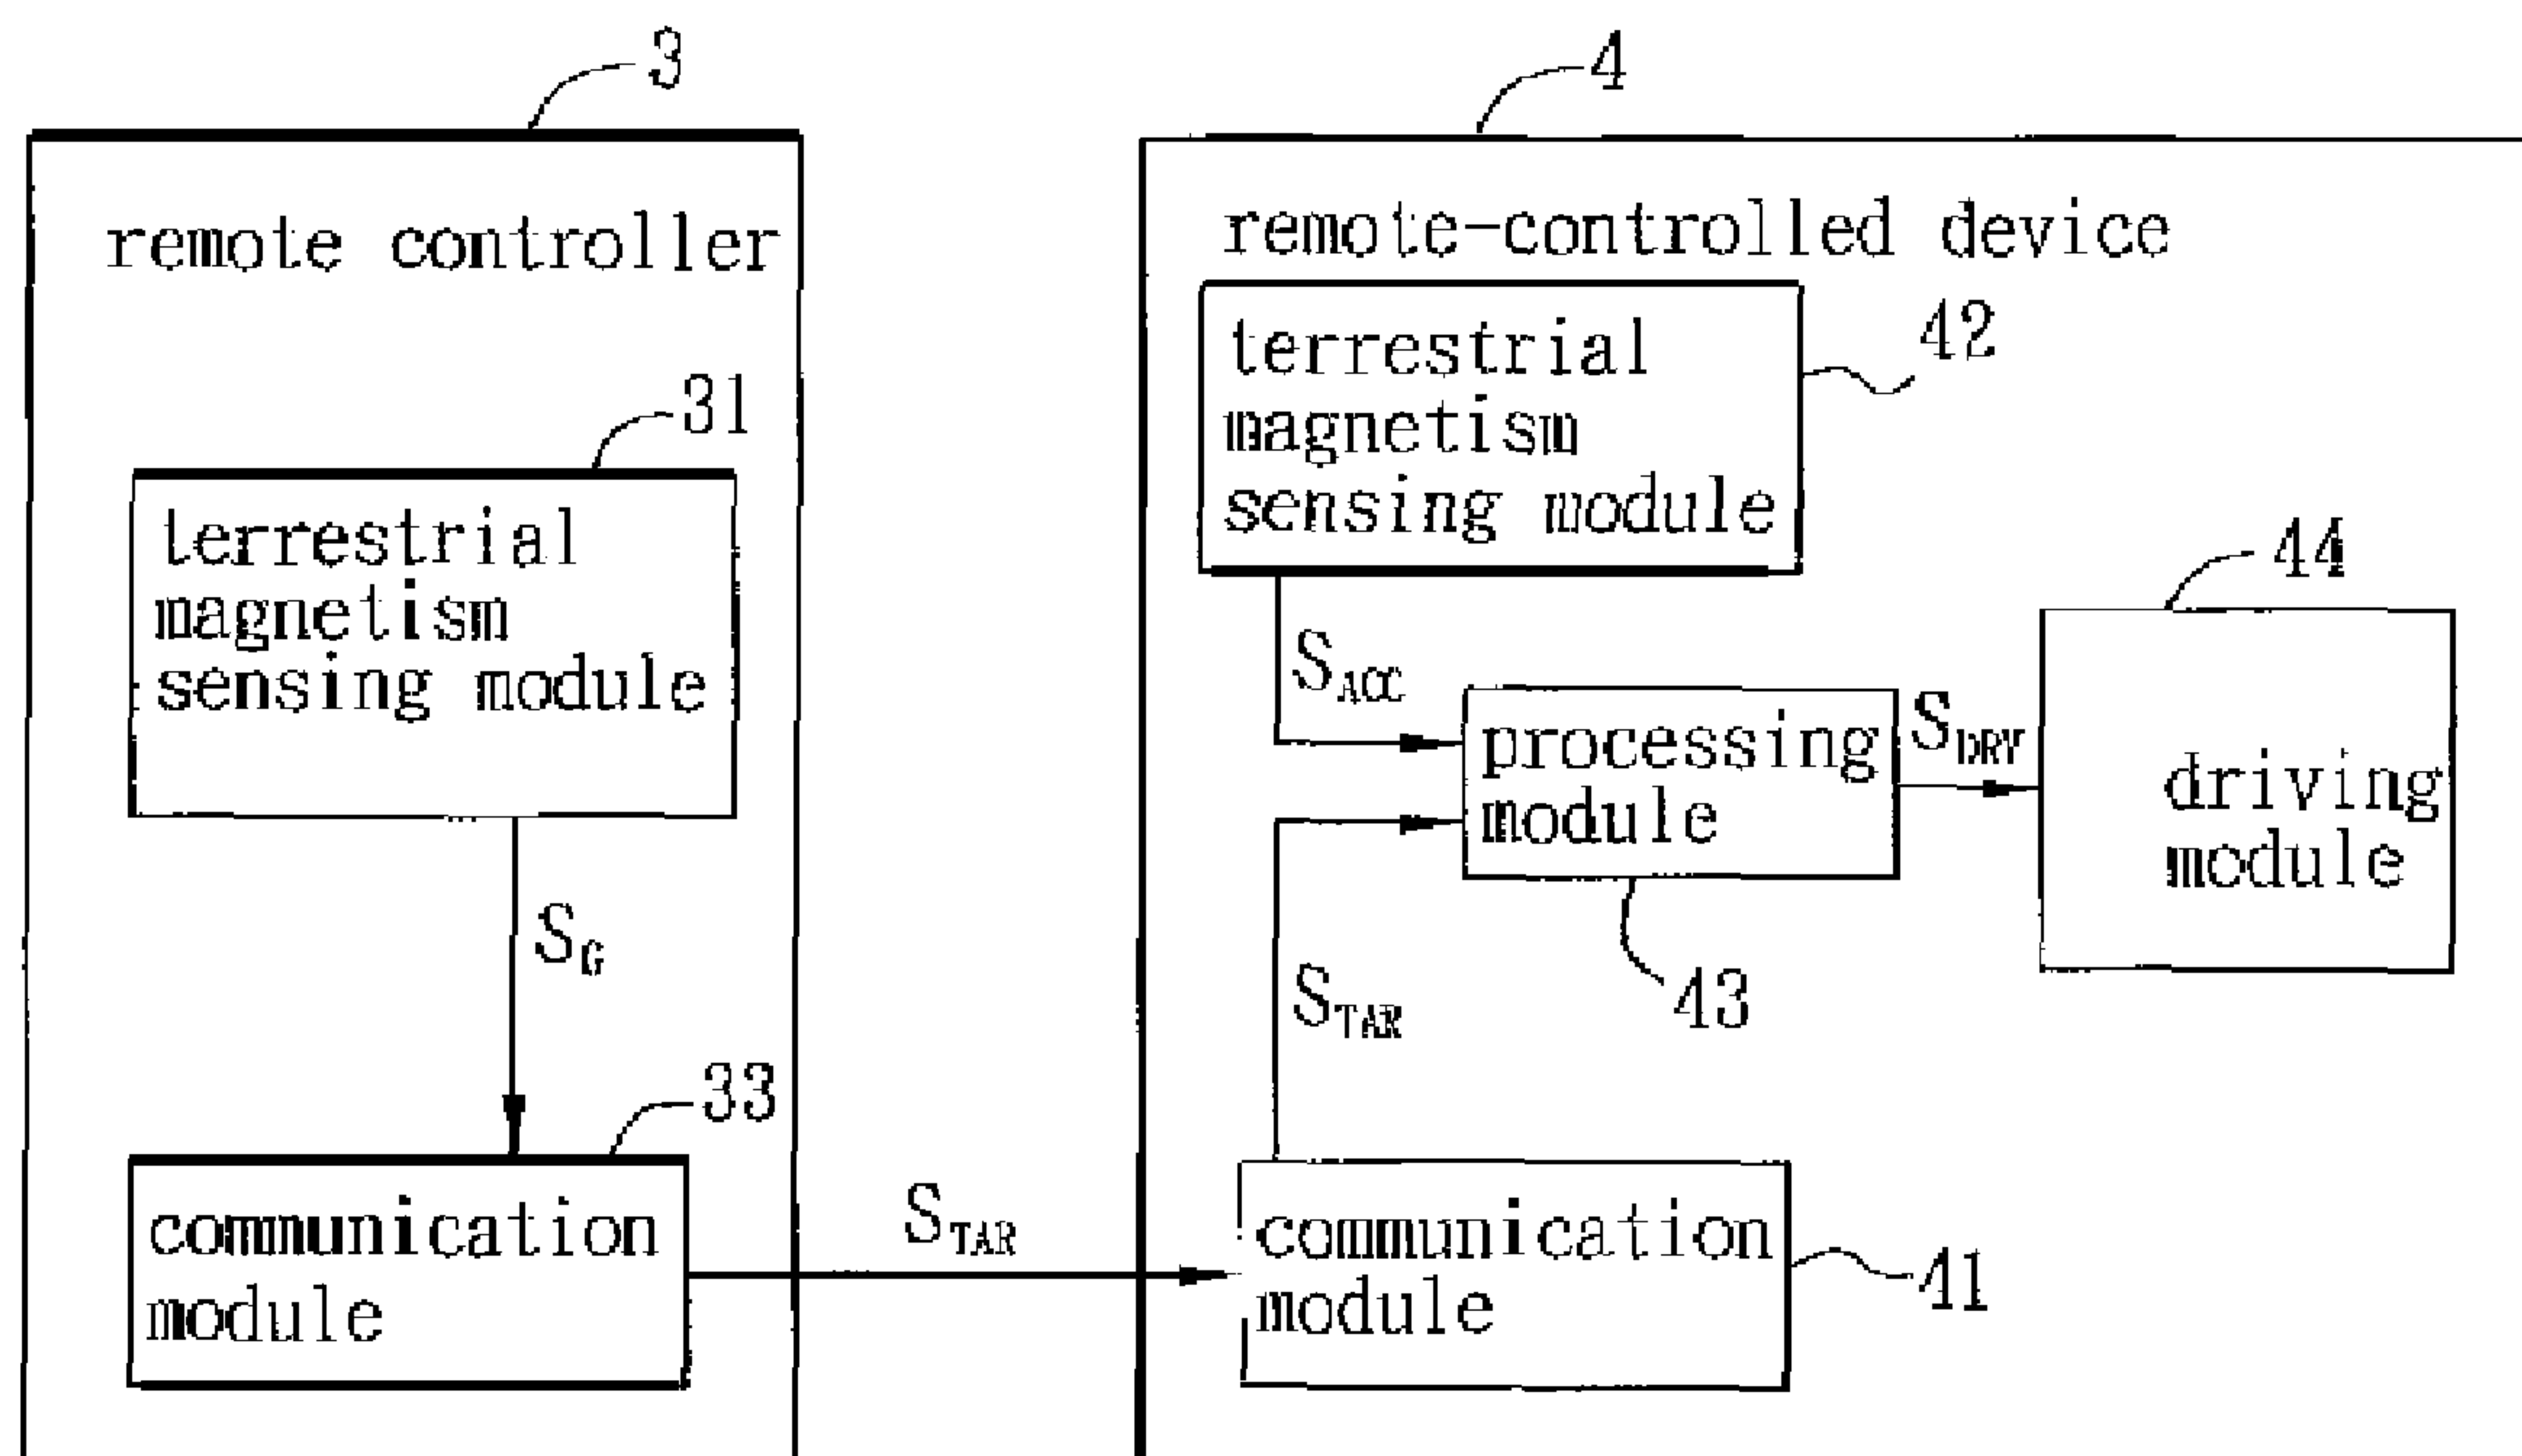 3
4
remote controller
remote-controlled device
31
terrestrial
magnetism
sensing module
42
terrestrial
magnetism
sensing module
44
S_ACC
processing
module
S_DRV
driving
module
S_G
43
S_TAR
33
communication
module
S_TAR
communication
module
41